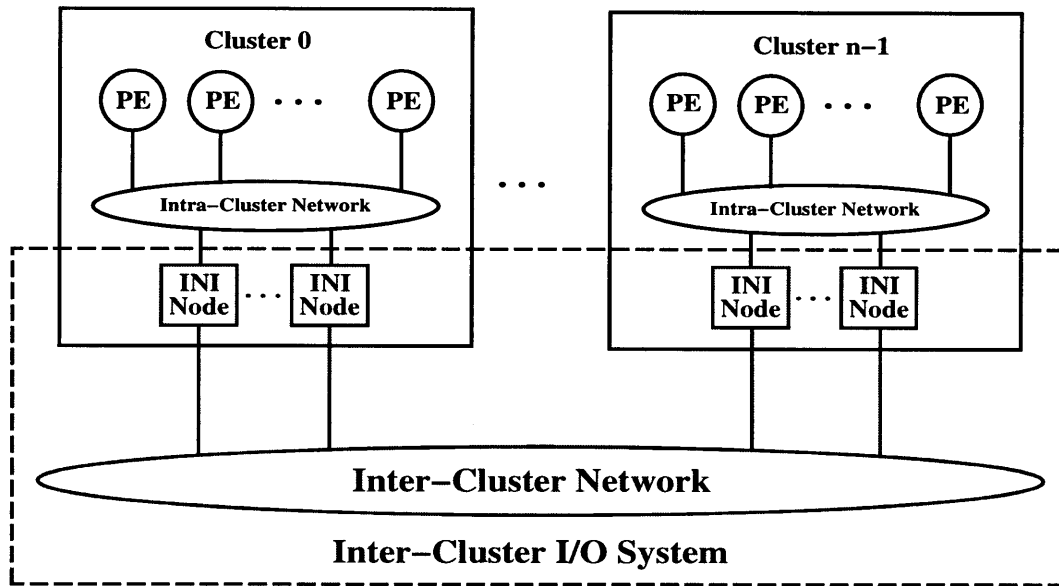 Cluster 0
PE PE . . . PE
Intra-Cluster Network
INI Node . . . INI Node
. . .
Cluster n-1
PE PE . . . PE
Intra-Cluster Network
INI Node . . . INI Node
Inter-Cluster Network
Inter-Cluster I/O System